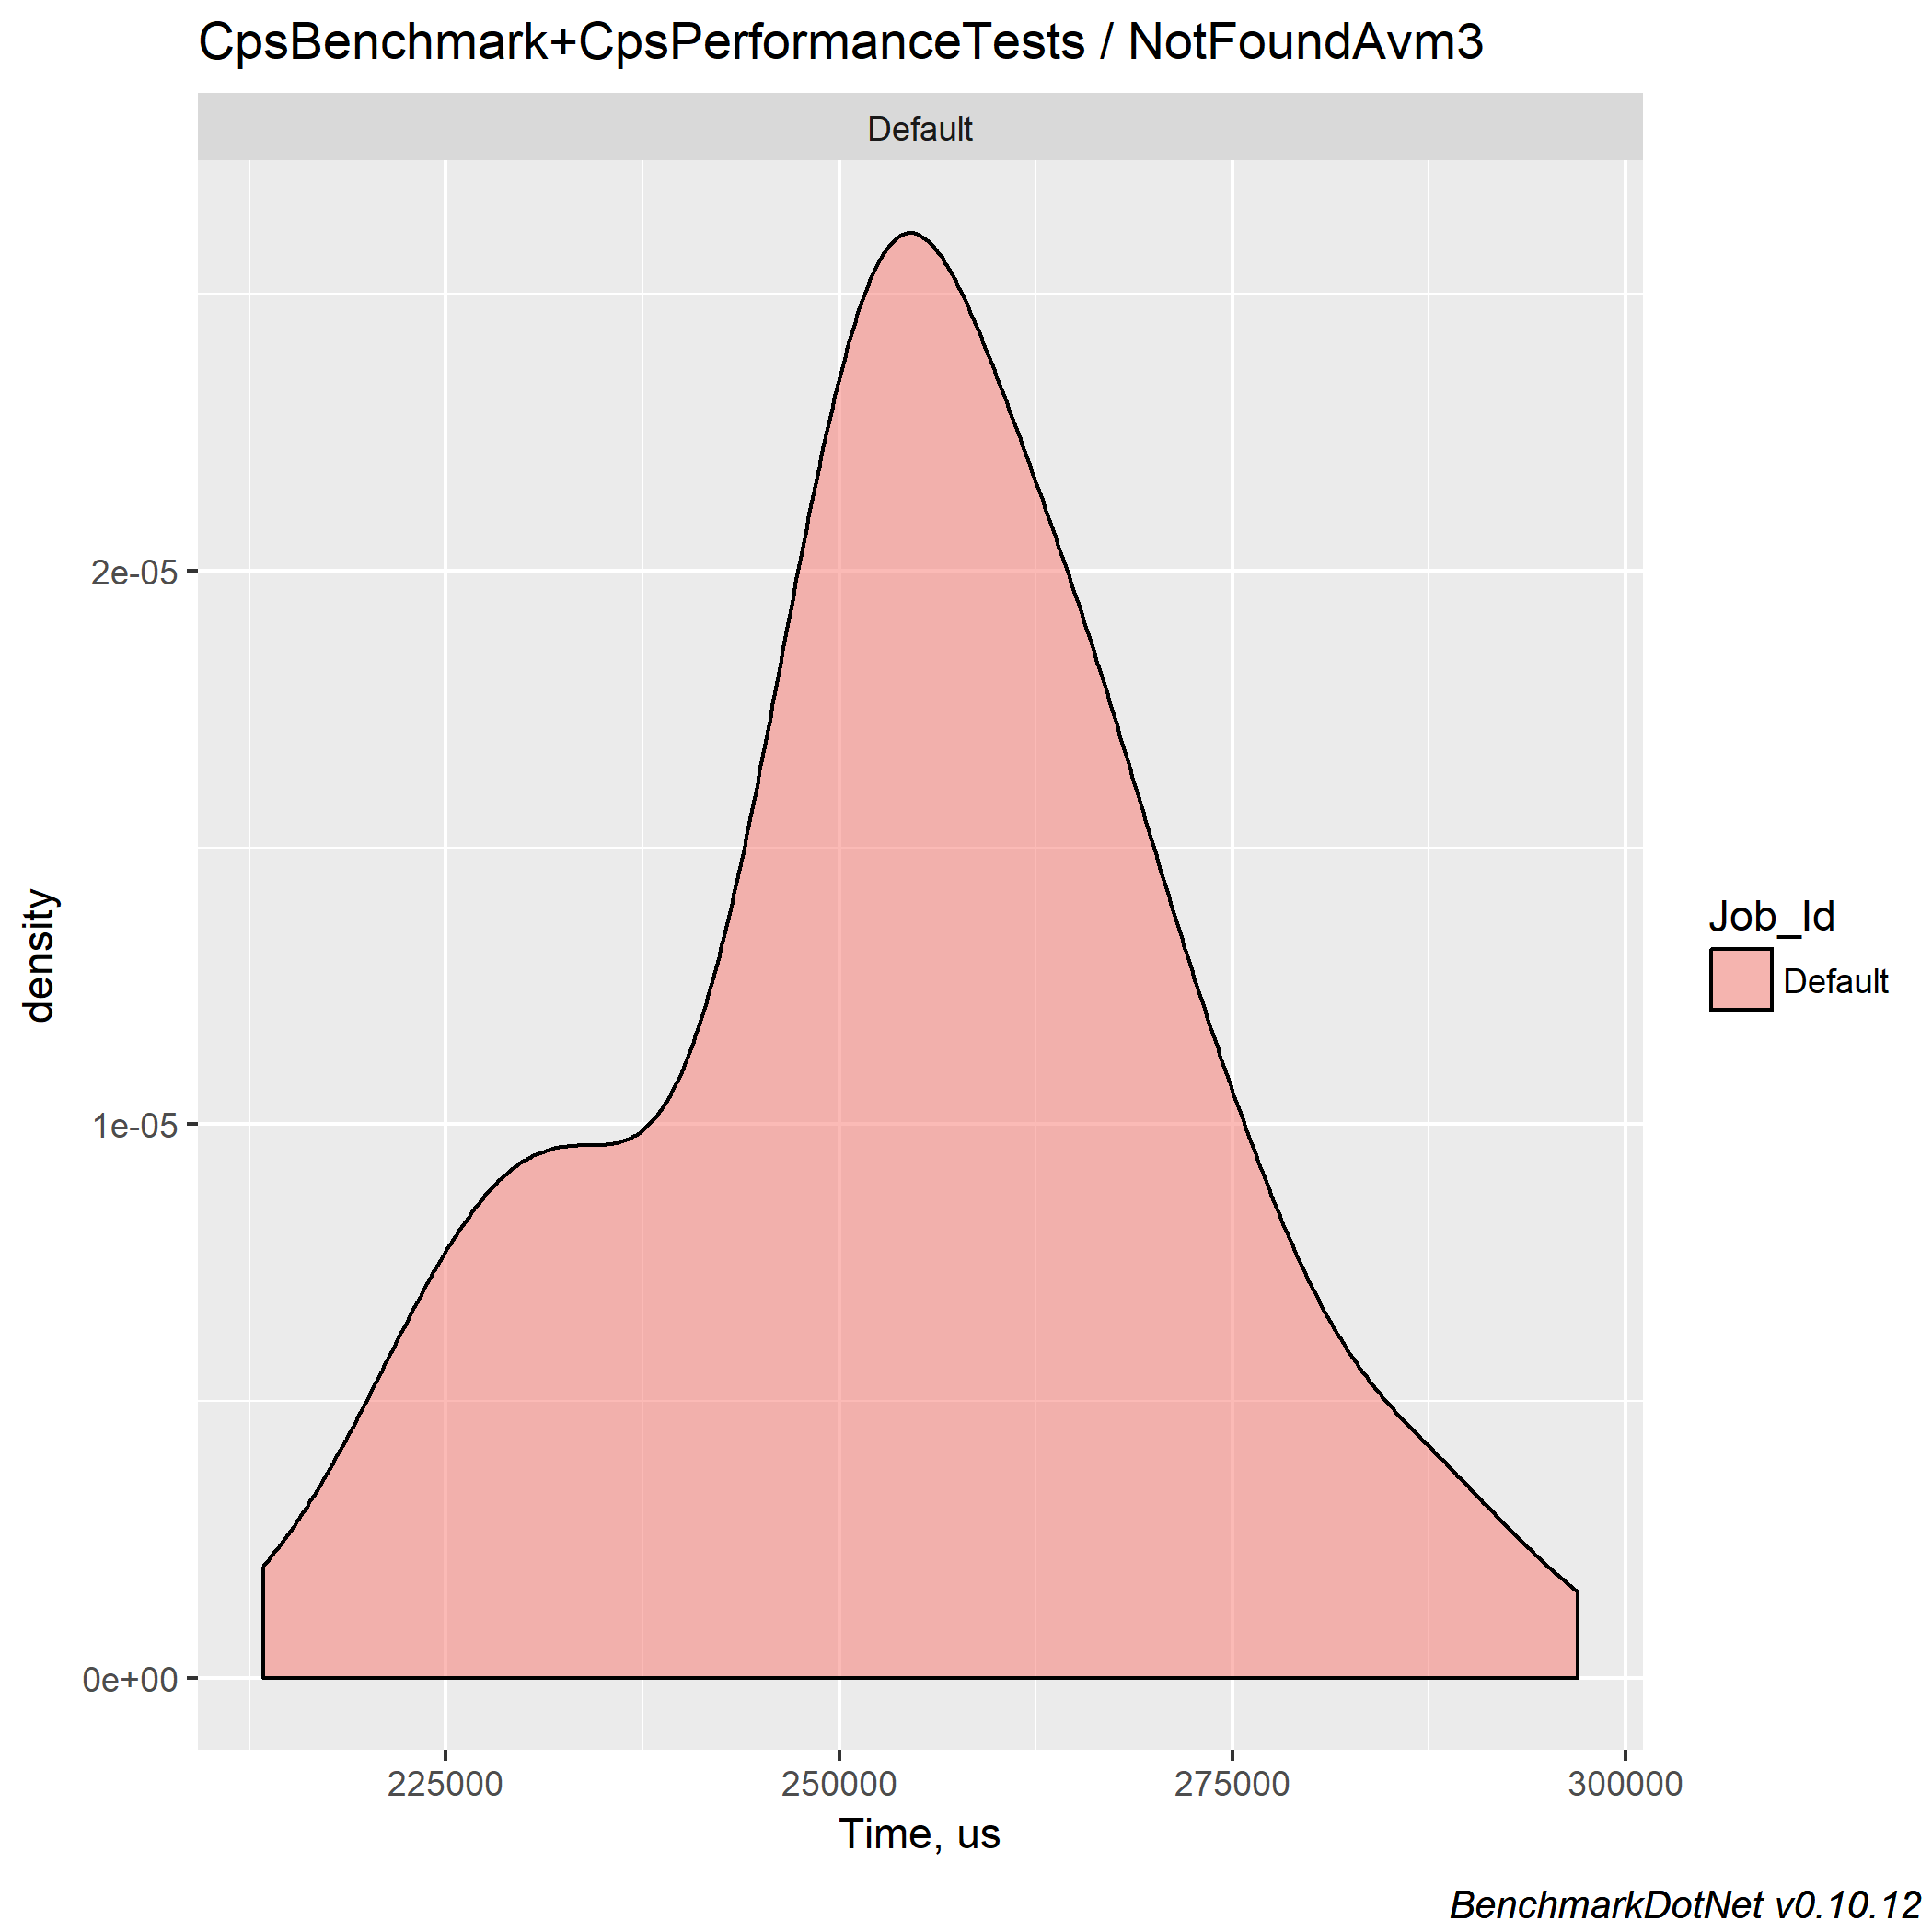 CpsBenchmark+CpsPerformanceTests / NotFoundAvm3
Default
density
2e-05
1e-05
0e+00
225000 250000 275000 300000
Time, us
Job_Id
Default
BenchmarkDotNet v0.10.12